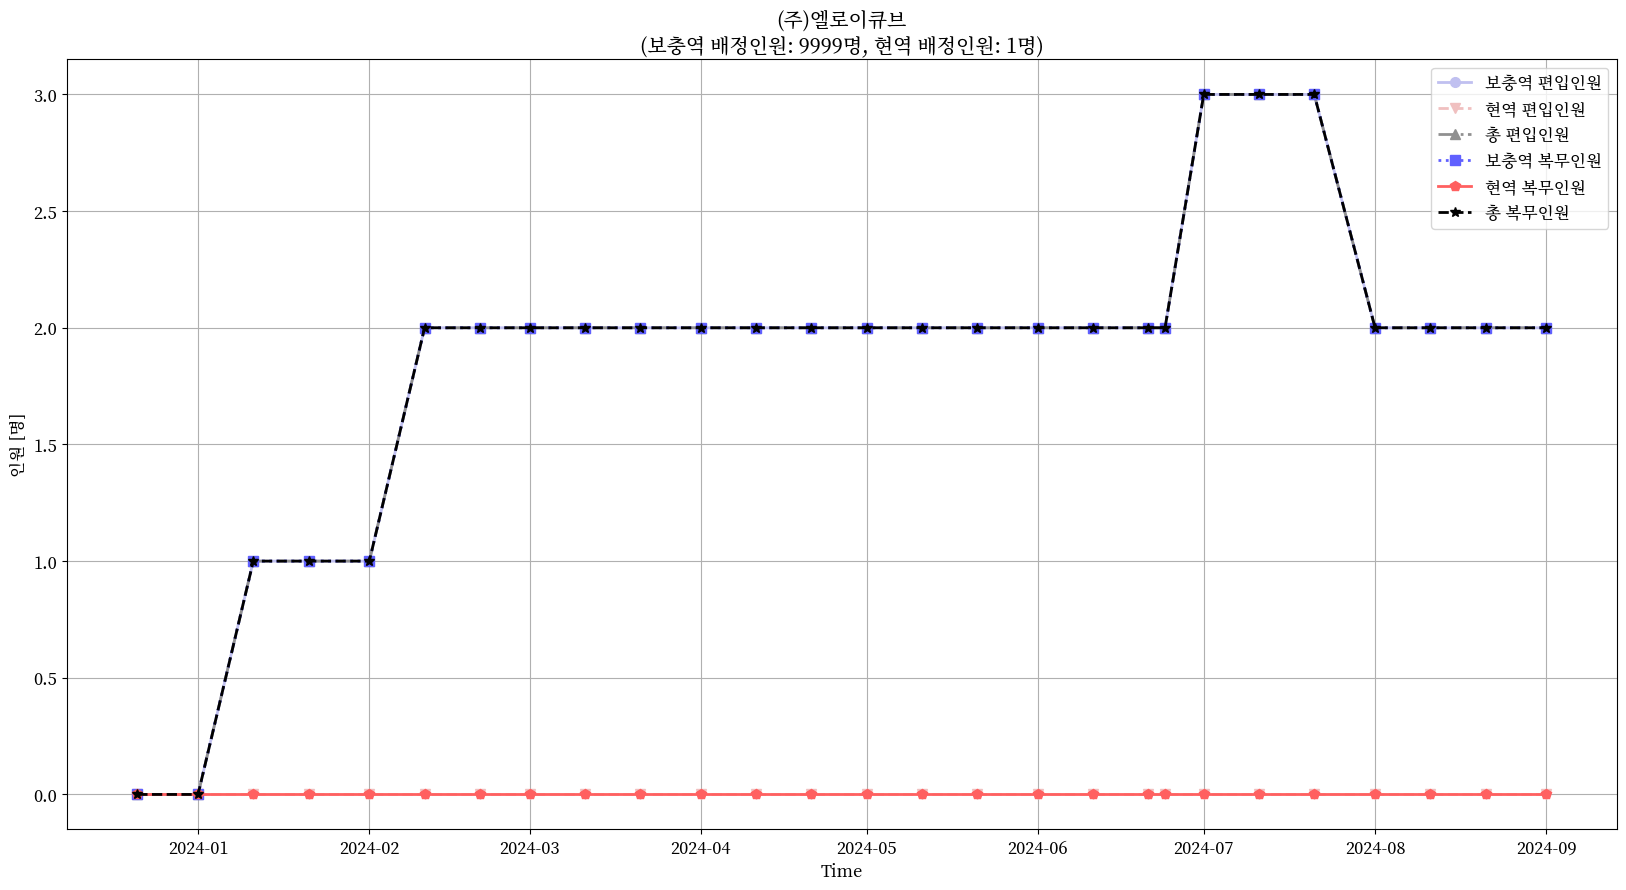 (주)엘로이큐브
(보충역 배정인원: 9999명, 현역 배정인원: 1명)
보충역 편입인원
현역 편입인원
총 편입인원
보충역 복무인원
현역 복무인원
총 복무인원
인원 [명]
3.0
2.5
2.0
1.5
1.0
0.5
0.0
2024-01
2024-02
2024-03
2024-04
2024-05
2024-06
2024-07
2024-08
2024-09
Time